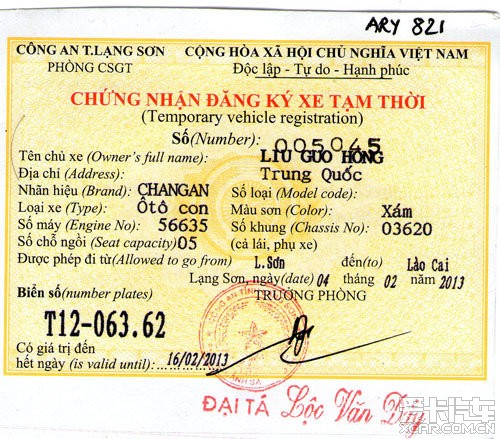 ARY 821
CÔNG AN T.LẠNG SƠN CỘNG HÒA XÃ HỘI CHỦ NGHĨA VIỆT NAM
PHÒNG CSGT Độc lập - Tự do - Hạnh phúc
CHỨNG NHẬN ĐĂNG KÝ XE TẠM THỜI
(Temporary vehicle registration)
Số(Number): 005045
Tên chủ xe (Owner's full name): LIU GUO HONG
Địa chỉ (Address): Trung Quốc
Nhãn hiệu (Brand): CHANGAN Số loại (Model code):
Loại xe (Type): Ôtô con Màu sơn (Color): Xám
Số máy (Engine No): 56635 Số khung (Chassis No): 03620
Số chỗ ngồi (Seat capacity) 05 (cả lái, phụ xe)
Được phép đi từ(Allowed to go from) L.Sơn đến(to) Lào Cai
Lạng Sơn, ngày(date) 04 tháng 02 năm 2013
Biển số(number plates) TRƯỞNG PHÒNG
T12-063.62
Có giá trị đến
hết ngày (is valid until): 16/02/2013
ĐẠI TÁ Lộc Văn
爱卡汽车
XCAR.COM.CN